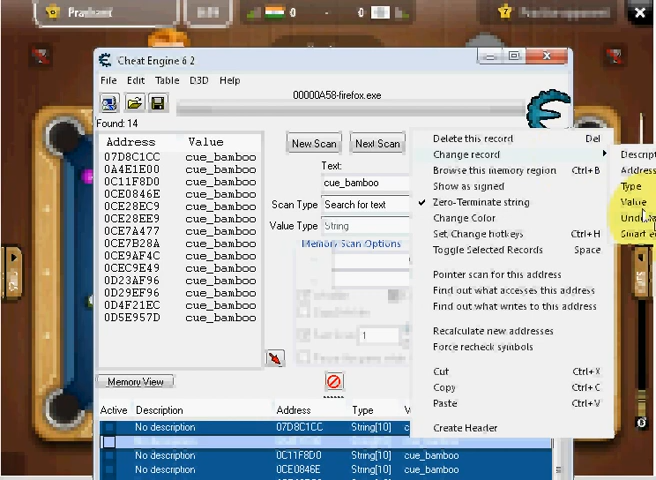 0 - 0
7
Cheat Engine 6.2
File Edit Table D3D Help
00000A58-firefox.exe
Found: 14
Address Value
07D8C1CC cue_bamboo
0A4E1E00 cue_bamboo
0C11F8D0 cue_bamboo
0CE0846E cue_bamboo
0CE28EC9 cue_bamboo
0CE28EE9 cue_bamboo
0CE7A477 cue_bamboo
0CE7B28A cue_bamboo
0CE9AF4C cue_bamboo
0CEC9E49 cue_bamboo
0D23AF96 cue_bamboo
0D29EF96 cue_bamboo
0D4F21EC cue_bamboo
0D5E957D cue_bamboo
New Scan Next Scan
Text:
cue_bamboo
Scan Type Search for text
Value Type String
Memory Scan Options
1
Delete this record Del
Change record
Browse this memory region Ctrl+B
Show as signed
Zero-Terminate string
Change Color
Set/Change hotkeys Ctrl+H
Toggle Selected Records Space
Pointer scan for this address
Find out what accesses this address
Find out what writes to this address
Recalculate new addresses
Force recheck symbols
Cut Ctrl+X
Copy Ctrl+C
Paste Ctrl+V
Create Header
Descript
Address
Type
Value
Smart e
Memory View
Active Description Address Type V
No description 07D8C1CC String[10] c
No description 0C11F8D0 String[10] cue_bamboo
No description 0CE0846E String[10] cue_bamboo